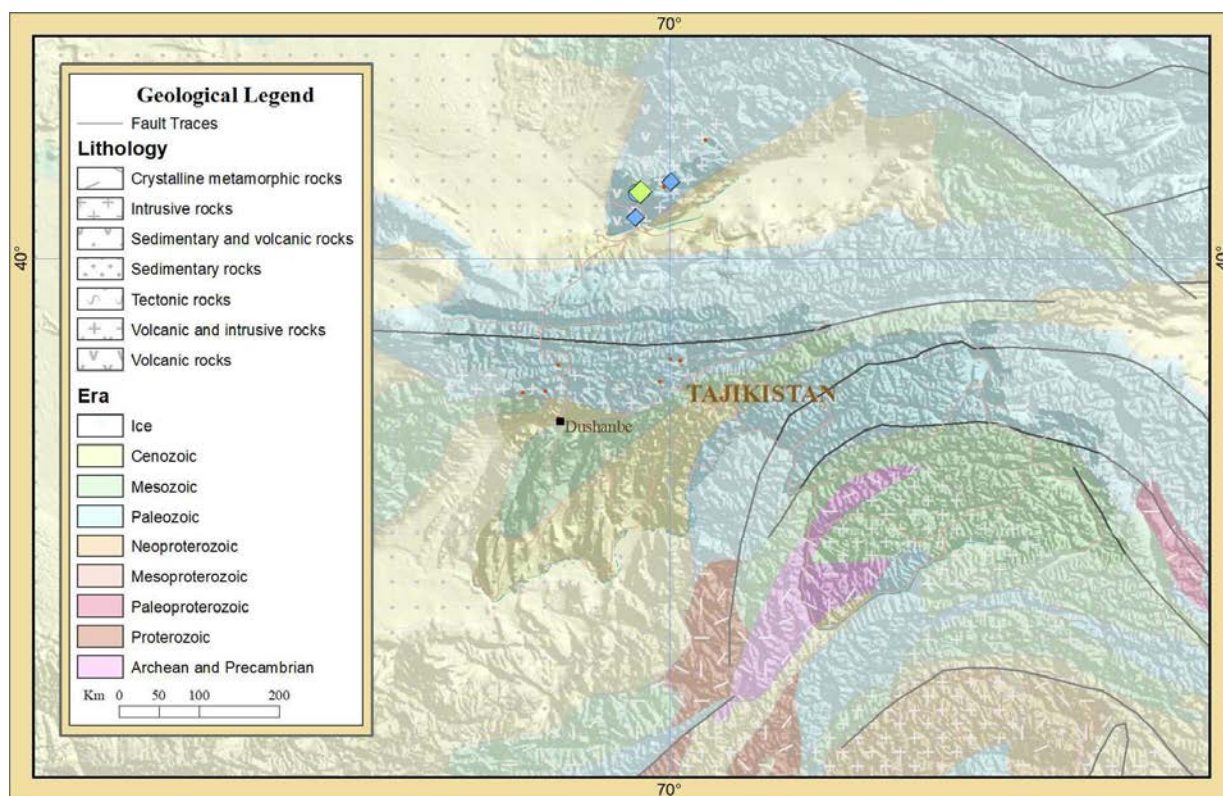 70°
Geological Legend
Fault Traces
Lithology
Crystalline metamorphic rocks
Intrusive rocks
Sedimentary and volcanic rocks
Sedimentary rocks
Tectonic rocks
Volcanic and intrusive rocks
Volcanic rocks
Era
Ice
Cenozoic
Mesozoic
Paleozoic
Neoproterozoic
Mesoproterozoic
Paleoproterozoic
Proterozoic
Archean and Precambrian
Km 0 50 100 200
40°
40°
TAJIKISTAN
Dushanbe
70°